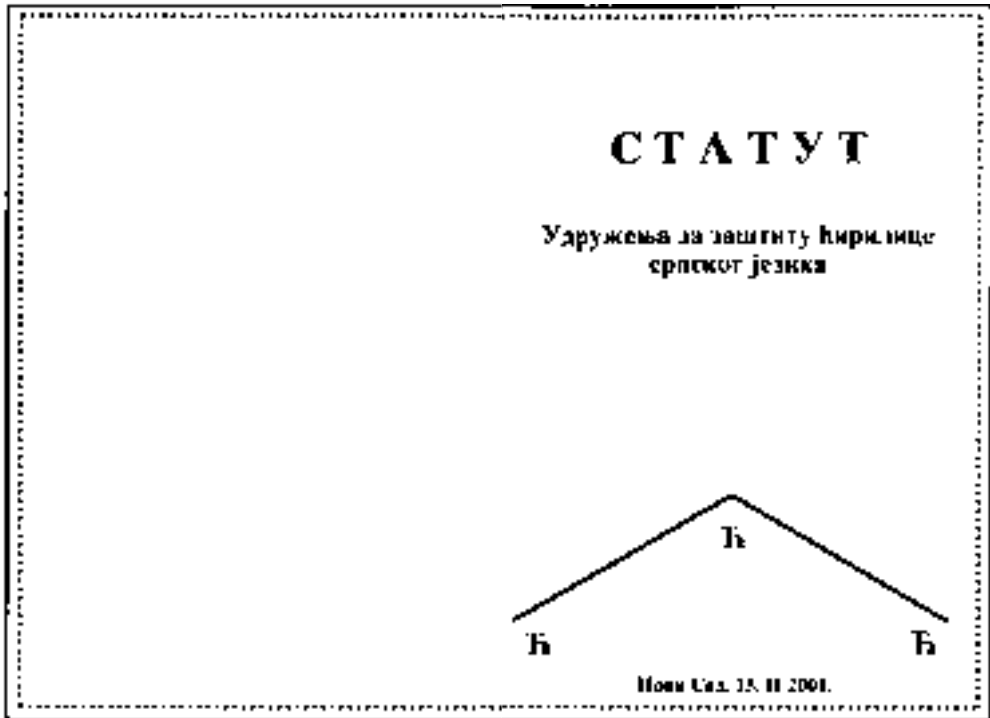 СТАТУТ
Удружења за заштиту ћирилице
српског језика
Ћ
Ћ Ћ
Нови Сад, 15. II 2001.